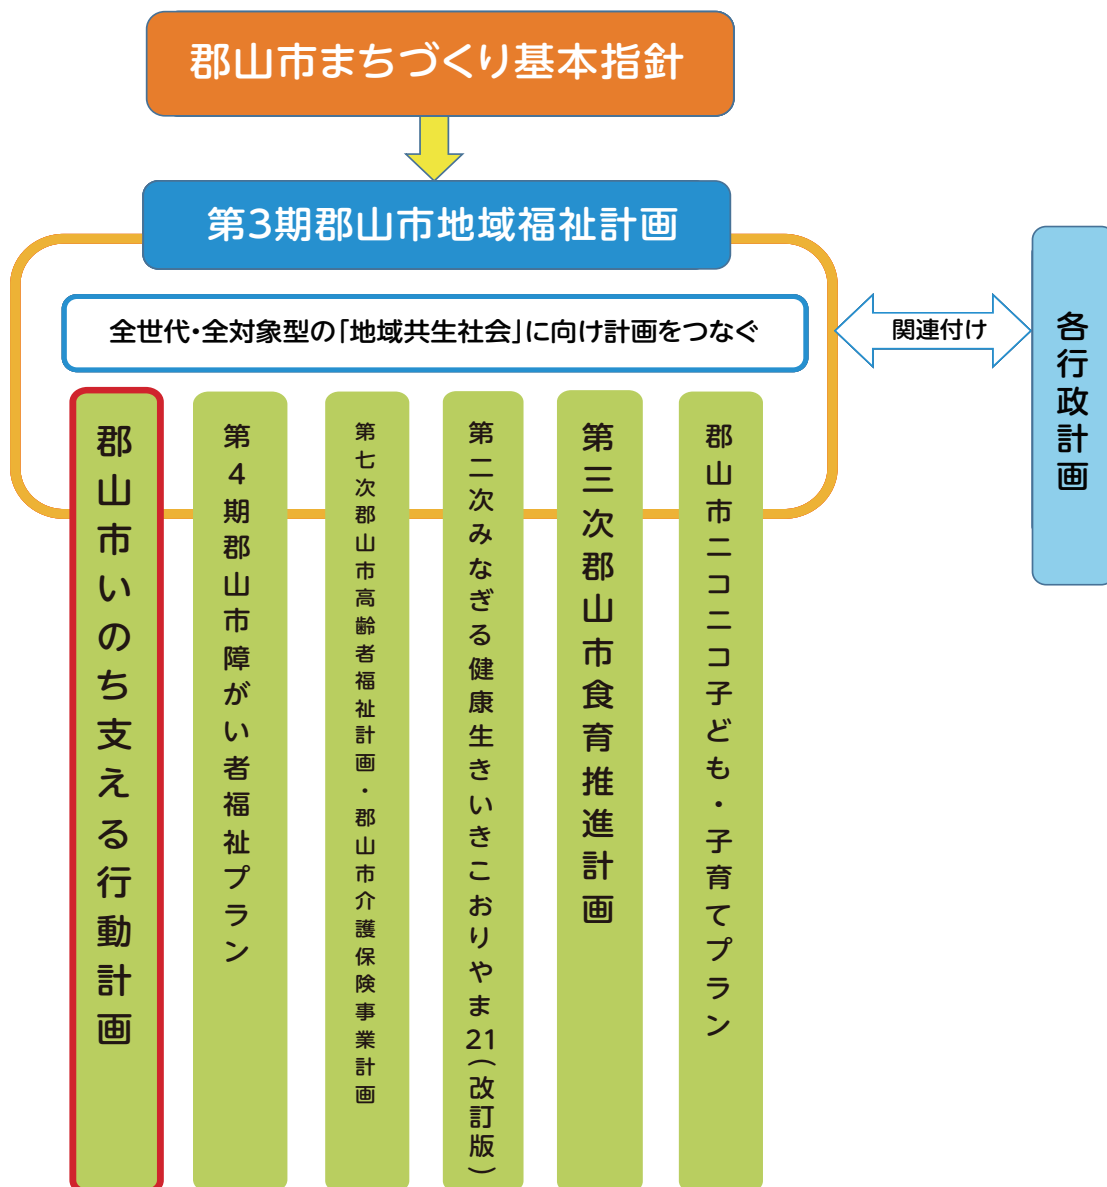 郡山市まちづくり基本指針
第3期郡山市地域福祉計画
全世代・全対象型の「地域共生社会」に向け計画をつなぐ
関連付け
各行政計画
郡山市いのち支える行動計画
第4期郡山市障がい者福祉プラン
第七次郡山市高齢者福祉計画・郡山市介護保険事業計画
第二次みなぎる健康生きいきこおりやま21(改訂版)
第三次郡山市食育推進計画
郡山市ニコニコ子ども・子育てプラン